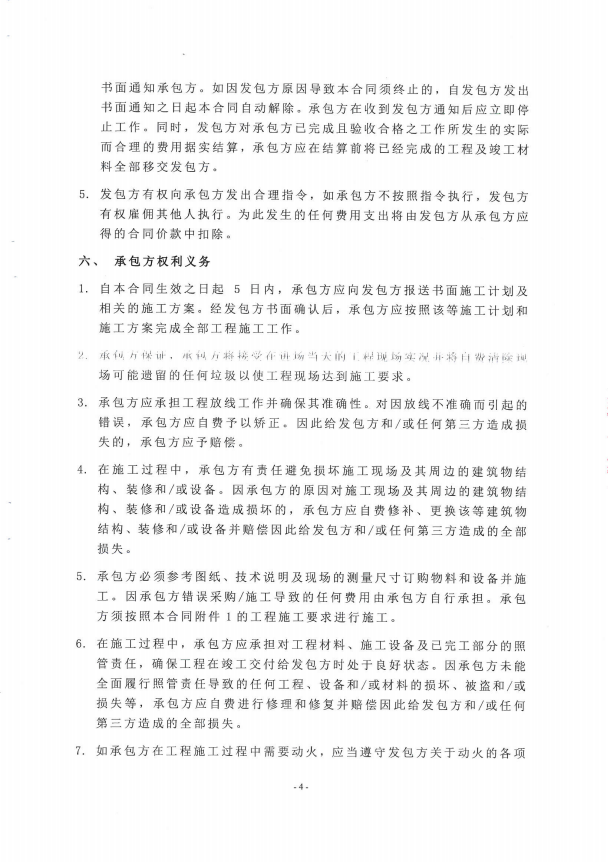 书面通知承包方。如因发包方原因导致本合同须终止的，自发包方发出
书面通知之日起本合同自动解除。承包方在收到发包方通知后应立即停
止工作。同时，发包方对承包方已完成且验收合格之工作所发生的实际
而合理的费用据实结算，承包方应在结算前将已经完成的工程及竣工材
料全部移交发包方。
5. 发包方有权向承包方发出合理指令，如承包方不按照指令执行，发包方
有权雇佣其他人执行。为此发生的任何费用支出将由发包方从承包方应
得的合同价款中扣除。
六、 承包方权利义务
1. 自本合同生效之日起 5 日内，承包方应向发包方报送书面施工计划及
相关的施工方案。经发包方书面确认后，承包方应按照该等施工计划和
施工方案完成全部工程施工工作。
2. 承包方保证，承包方将接受在进场当天的工程现场实况并将自费清除现
场可能遗留的任何垃圾以使工程现场达到施工要求。
3. 承包方应承担工程放线工作并确保其准确性。对因放线不准确而引起的
错误，承包方应自费予以矫正。因此给发包方和/或任何第三方造成损
失的，承包方应予赔偿。
4. 在施工过程中，承包方有责任避免损坏施工现场及其周边的建筑物结
构、装修和/或设备。因承包方的原因对施工现场及其周边的建筑物结
构、装修和/或设备造成损坏的，承包方应自费修补、更换该等建筑物
结构、装修和/或设备并赔偿因此给发包方和/或任何第三方造成的全部
损失。
5. 承包方必须参考图纸、技术说明及现场的测量尺寸订购物料和设备并施
工。因承包方错误采购/施工导致的任何费用由承包方自行承担。承包
方须按照本合同附件 1 的工程施工要求进行施工。
6. 在施工过程中，承包方应承担对工程材料、施工设备及已完工部分的照
管责任，确保工程在竣工交付给发包方时处于良好状态。因承包方未能
全面履行照管责任导致的任何工程、设备和/或材料的损坏、被盗和/或
损失等，承包方应自费进行修理和修复并赔偿因此给发包方和/或任何
第三方造成的全部损失。
7. 如承包方在工程施工过程中需要动火，应当遵守发包方关于动火的各项
-4-